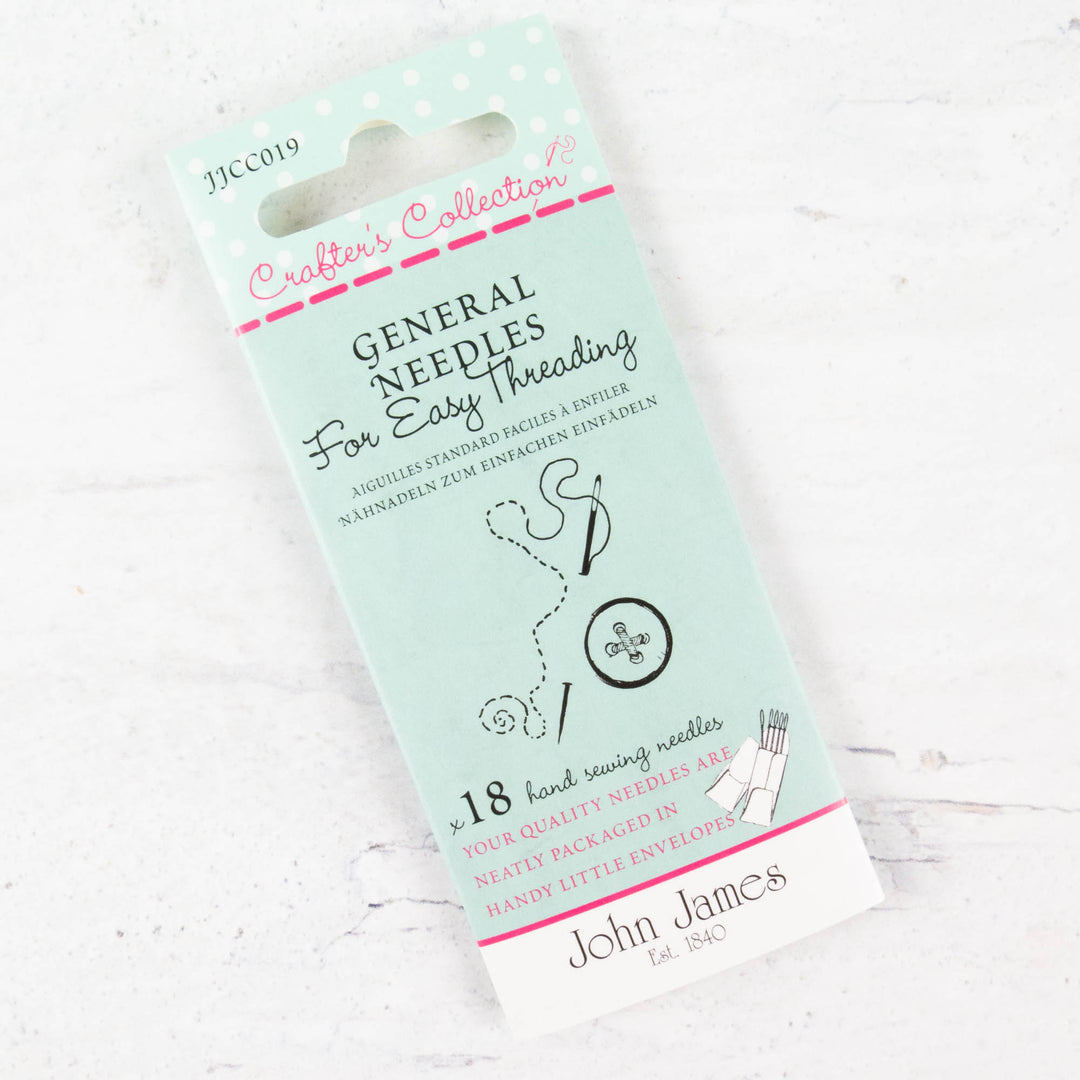 JJCC019
Crafter's Collection
GENERAL
NEEDLES
For Easy Threading
AIGUILLES STANDARD FACILES À ENFILER
NÄHNADELN ZUM EINFACHEN EINFÄDELN
x18 hand sewing needles
YOUR QUALITY NEEDLES ARE
NEATLY PACKAGED IN
HANDY LITTLE ENVELOPES
John James
Est. 1840